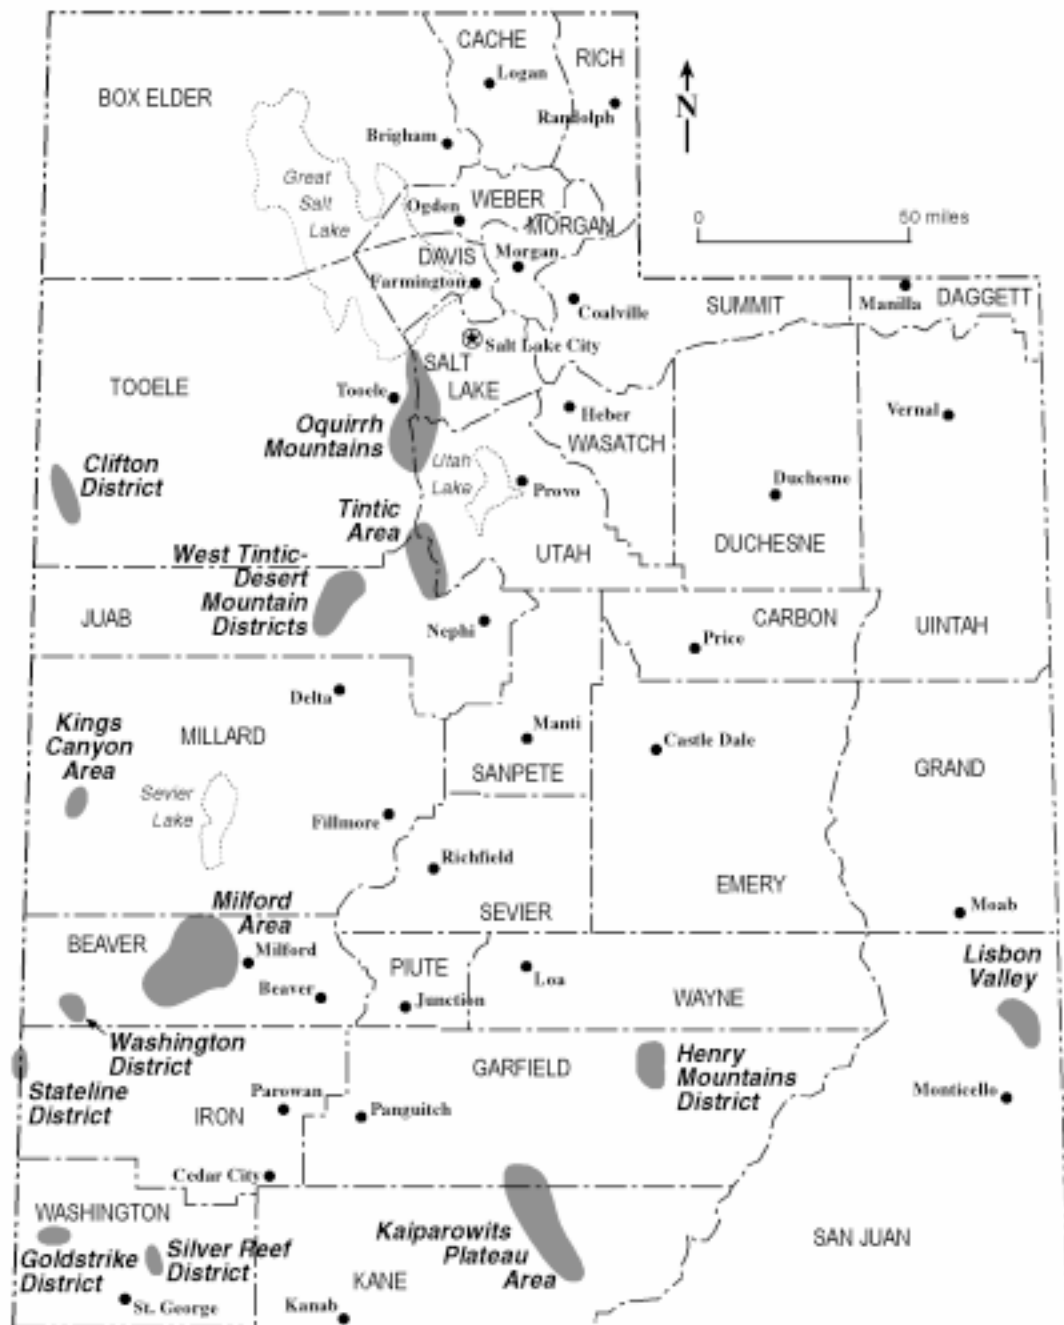 CACHE
RICH
Logan
BOX ELDER
Randolph
N
Brigham
Great
Salt
Lake
WEBER
Ogden
MORGAN
0
50 miles
DAVIS
Morgan
Farmington
Coalville
SUMMIT
Manilla
DAGGETT
Salt Lake City
SALT
LAKE
TOOELE
Tooele
Heber
Vernal
Oquirrh
Mountains
WASATCH
Clifton
District
Utah
Lake
Provo
Duchesne
Tintic
Area
UTAH
DUCHESNE
West Tintic-
Desert
Mountain
Districts
JUAB
Nephi
CARBON
Price
UINTAH
Delta
Kings
Canyon
Area
MILLARD
Manti
Castle Dale
SANPETE
GRAND
Sevier
Lake
Fillmore
Richfield
EMERY
Milford
Area
SEVIER
Moab
BEAVER
Milford
Beaver
PIUTE
Junction
Loa
WAYNE
Lisbon
Valley
Washington
District
Stateline
District
GARFIELD
Henry
Mountains
District
Parowan
IRON
Panguitch
Monticello
Cedar City
WASHINGTON
Goldstrike
District
Silver Reef
District
Kaiparowits
Plateau
Area
SAN JUAN
St. George
KANE
Kanab